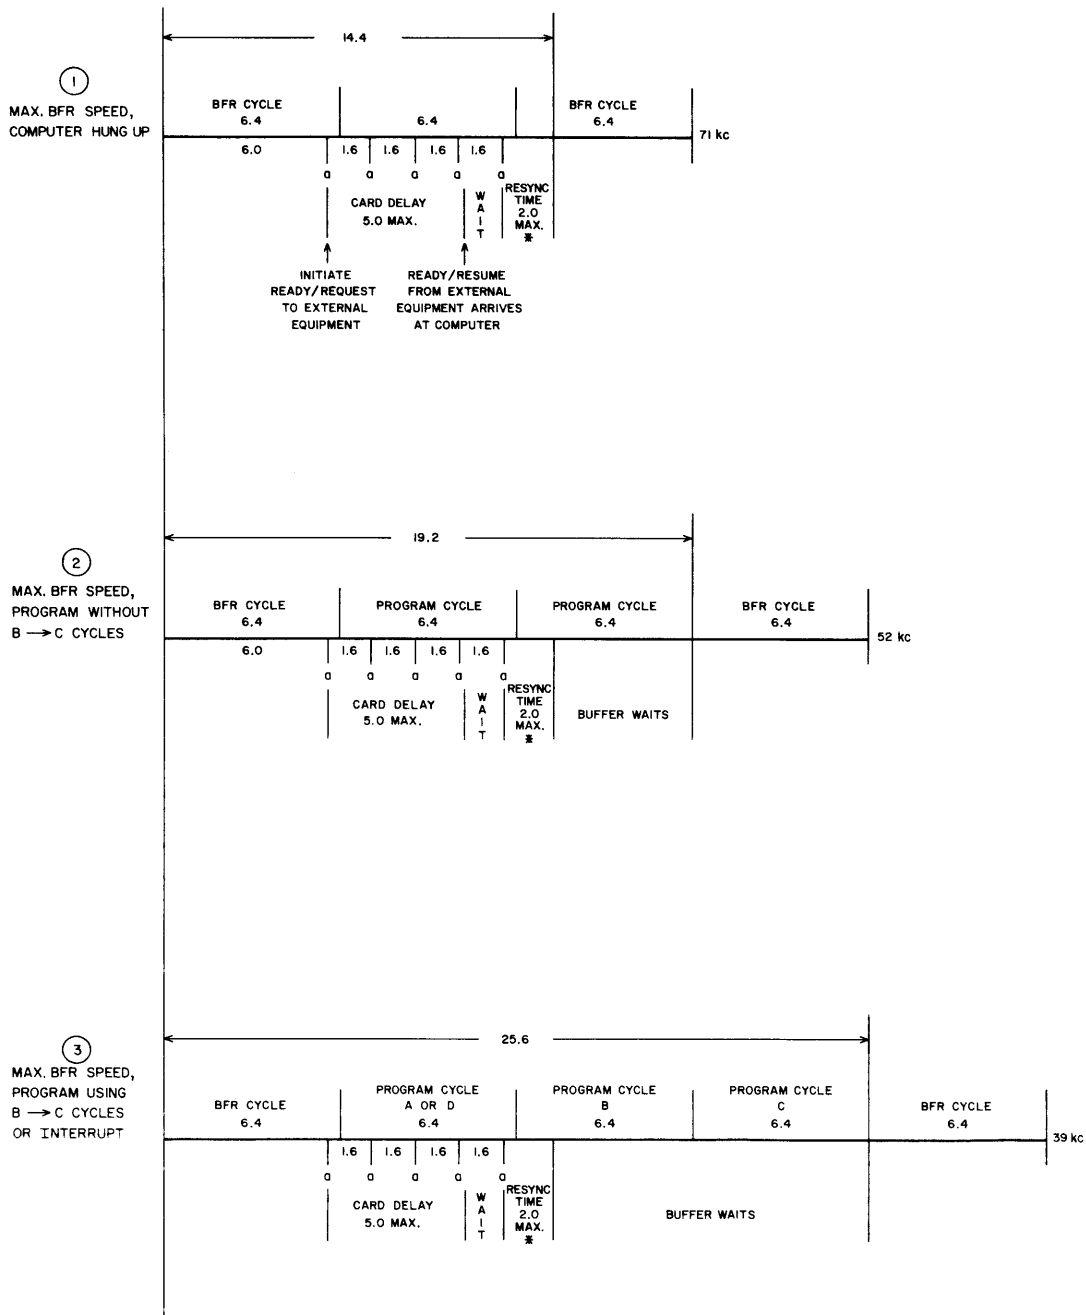 14.4
1
MAX. BFR SPEED,
COMPUTER HUNG UP
BFR CYCLE
6.4
6.4
BFR CYCLE
6.4
71 kc
6.0
1.6
1.6
1.6
1.6
a
a
a
a
a
CARD DELAY
5.0 MAX.
WAIT
RESYNC
TIME
2.0
MAX.
*
INITIATE
READY/REQUEST
TO EXTERNAL
EQUIPMENT
READY/RESUME
FROM EXTERNAL
EQUIPMENT ARRIVES
AT COMPUTER
19.2
2
MAX. BFR SPEED,
PROGRAM WITHOUT
B → C CYCLES
BFR CYCLE
6.4
PROGRAM CYCLE
6.4
PROGRAM CYCLE
6.4
BFR CYCLE
6.4
52 kc
6.0
1.6
1.6
1.6
1.6
a
a
a
a
a
CARD DELAY
5.0 MAX.
WAIT
RESYNC
TIME
2.0
MAX.
*
BUFFER WAITS
25.6
3
MAX. BFR SPEED,
PROGRAM USING
B → C CYCLES
OR INTERRUPT
BFR CYCLE
6.4
PROGRAM CYCLE
A OR D
6.4
PROGRAM CYCLE
B
6.4
PROGRAM CYCLE
C
6.4
BFR CYCLE
6.4
39 kc
1.6
1.6
1.6
1.6
a
a
a
a
a
CARD DELAY
5.0 MAX.
WAIT
RESYNC
TIME
2.0
MAX.
*
BUFFER WAITS